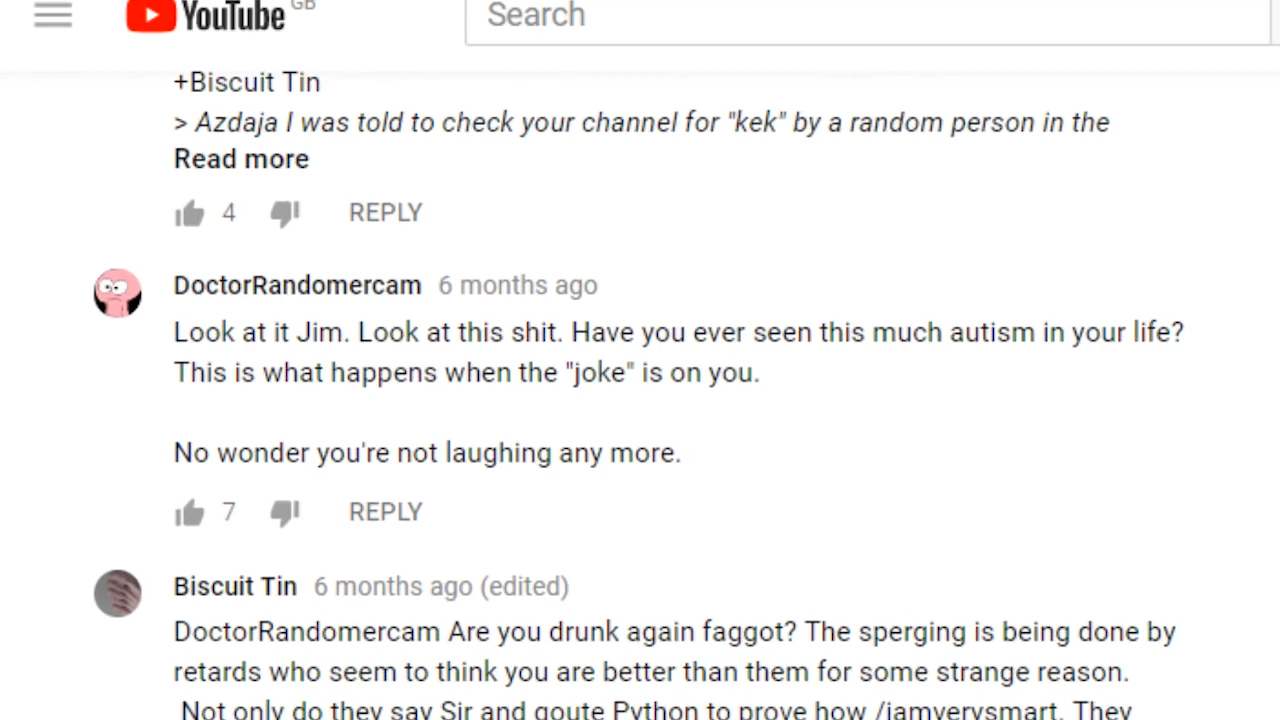 YouTube GB
Search
+Biscuit Tin
> Azdaja I was told to check your channel for "kek" by a random person in the
Read more
4 REPLY
DoctorRandomercam 6 months ago
Look at it Jim. Look at this shit. Have you ever seen this much autism in your life?
This is what happens when the "joke" is on you.
No wonder you're not laughing any more.
7 REPLY
Biscuit Tin 6 months ago (edited)
DoctorRandomercam Are you drunk again faggot? The sperging is being done by
retards who seem to think you are better than them for some strange reason.
Not only do they say Sir and qoute Python to prove how /iamverysmart. They